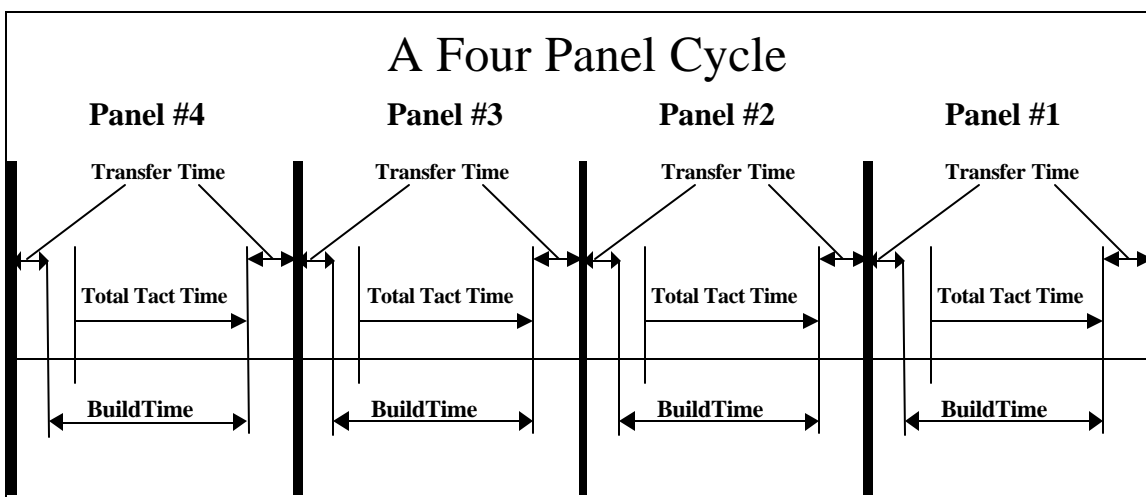 A Four Panel Cycle
Panel #4 Panel #3 Panel #2 Panel #1
Transfer Time Transfer Time Transfer Time Transfer Time
Total Tact Time Total Tact Time Total Tact Time Total Tact Time
BuildTime BuildTime BuildTime BuildTime